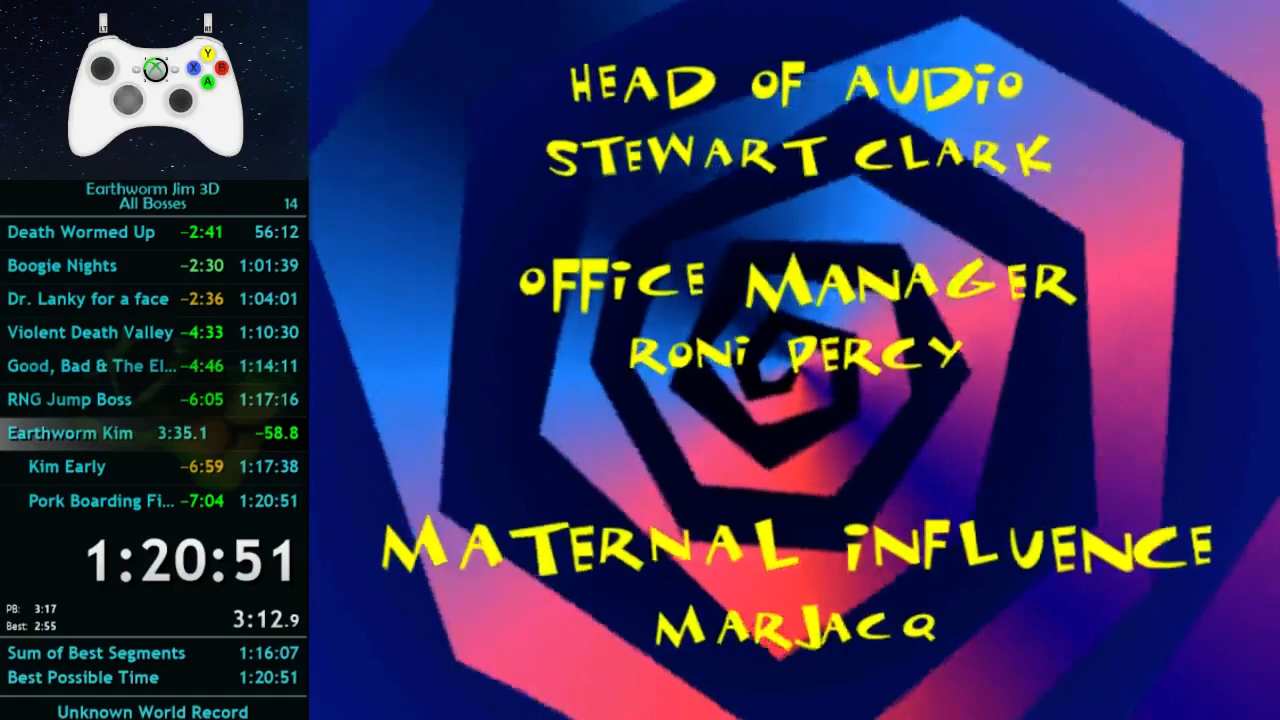 LT
RT
Y
X
B
A
Earthworm Jim 3D
All Bosses 14
Death Wormed Up -2:41 56:12
Boogie Nights -2:30 1:01:39
Dr. Lanky for a face -2:36 1:04:01
Violent Death Valley -4:33 1:10:30
Good, Bad & The El... -4:46 1:14:11
RNG Jump Boss -6:05 1:17:16
Earthworm Kim 3:35.1 -58.8
Kim Early -6:59 1:17:38
Pork Boarding Fi... -7:04 1:20:51
1:20:51
PB: 3:17
Best: 2:55
3:12.9
Sum of Best Segments 1:16:07
Best Possible Time 1:20:51
Unknown World Record
HEAD OF AUDiO
STEWART CLARK
OFFiCE MANAGER
RONi PERCY
MATERNAL iNFLUENCE
MARJACQ